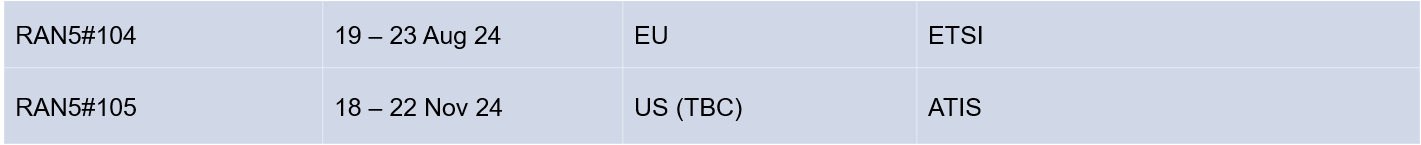 RAN5#104 19 – 23 Aug 24 EU ETSI
RAN5#105 18 – 22 Nov 24 US (TBC) ATIS